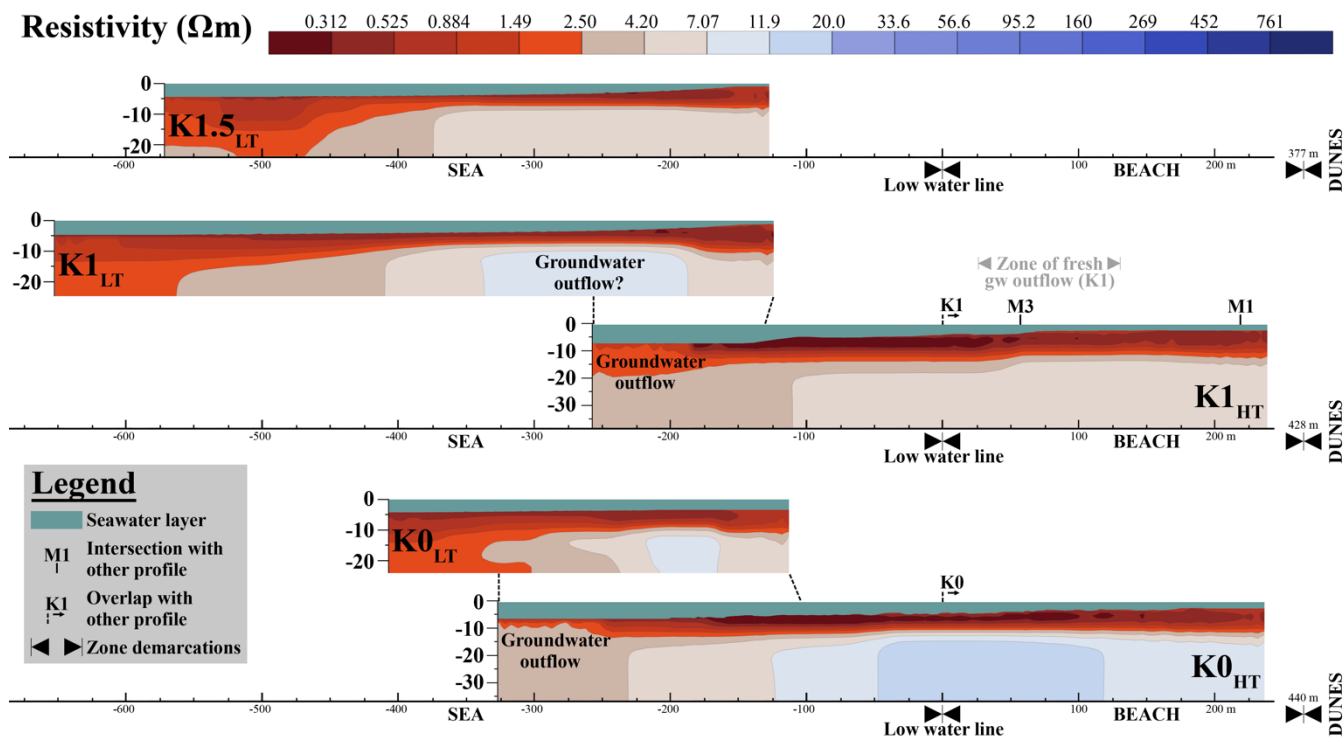 Resistivity (Ωm)
0.312 0.525 0.884 1.49 2.50 4.20 7.07 11.9 20.0 33.6 56.6 95.2 160 269 452 761
0
-10
-20
K1.5LT
-600 -500 -400 -300 -200 -100 100 200 m 377 m
SEA
BEACH
Low water line
DUNES
0
-10
-20
K1LT
Groundwater
outflow?
Zone of fresh
gw outflow (K1)
K1 M3 M1
0
-10
-20
-30
Groundwater
outflow
K1HT
-600 -500 -400 -300 -200 -100 100 200 m 428 m
SEA
BEACH
Low water line
DUNES
Legend
Seawater layer
M1 Intersection with
other profile
K1 Overlap with
other profile
Zone demarcations
0
-10
-20
K0LT
K0
0
-10
-20
-30
Groundwater
outflow
K0HT
-600 -500 -400 -300 -200 -100 100 200 m 440 m
SEA
BEACH
Low water line
DUNES